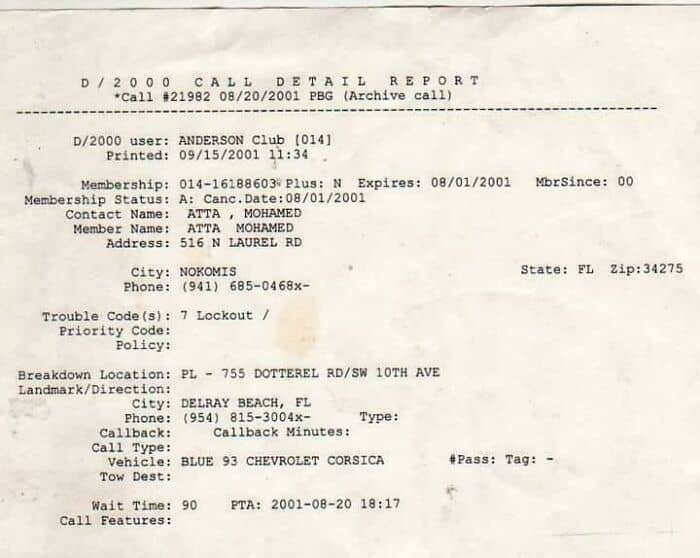 D / 2 0 0 0 C A L L D E T A I L R E P O R T
*Call #21982 08/20/2001 PBG (Archive call)
D/2000 user: ANDERSON Club [014]
Printed: 09/15/2001 11:34
Membership: 014-16188603 Plus: N Expires: 08/01/2001 MbrSince: 00
Membership Status: A: Canc.Date:08/01/2001
Contact Name: ATTA , MOHAMED
Member Name: ATTA MOHAMED
Address: 516 N LAUREL RD
City: NOKOMIS State: FL Zip:34275
Phone: (941) 685-0468x-
Trouble Code(s): 7 Lockout /
Priority Code:
Policy:
Breakdown Location: PL - 755 DOTTEREL RD/SW 10TH AVE
Landmark/Direction:
City: DELRAY BEACH, FL
Phone: (954) 815-3004x- Type:
Callback: Callback Minutes:
Call Type:
Vehicle: BLUE 93 CHEVROLET CORSICA #Pass: Tag: -
Tow Dest:
Wait Time: 90 PTA: 2001-08-20 18:17
Call Features: